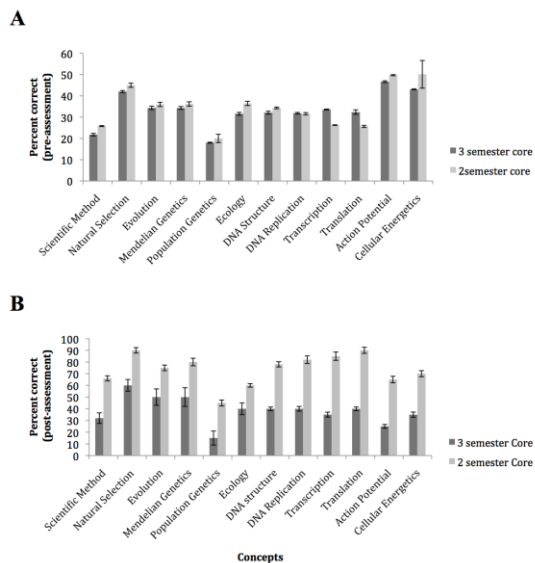 A
Percent correct
(pre-assessment)
60
50
40
30
20
10
0
Scientific Method
Natural Selection
Evolution
Mendelian Genetics
Population Genetics
Ecology
DNA Structure
DNA Replication
Transcription
Translation
Action Potential
Cellular Energetics
3 semester core
2semester core
B
Percent correct
(post-assessment)
100
90
80
70
60
50
40
30
20
10
0
Scientific Method
Natural Selection
Evolution
Mendelian Genetics
Population Genetics
Ecology
DNA structure
DNA Replication
Transcription
Translation
Action Potential
Cellular Energetics
3 semester Core
2 semester Core
Concepts